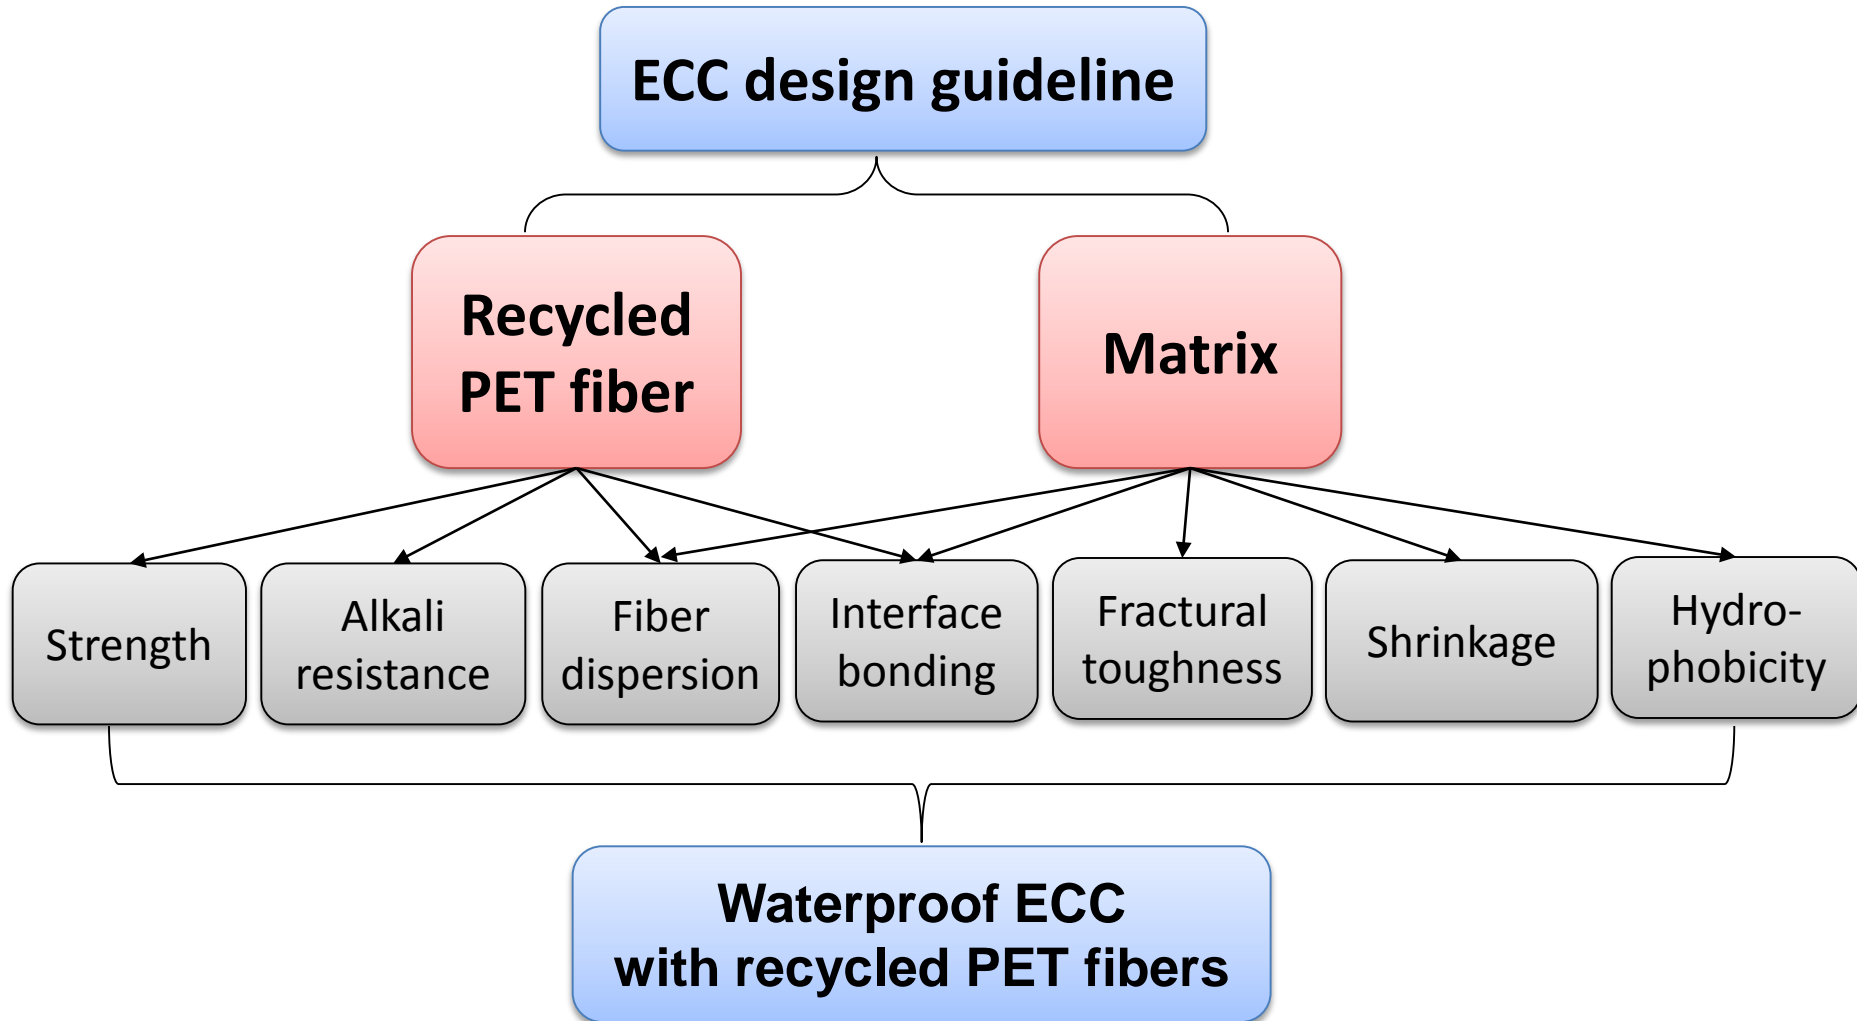 ECC design guideline
Recycled
PET fiber
Matrix
Strength
Alkali
resistance
Fiber
dispersion
Interface
bonding
Fractural
toughness
Shrinkage
Hydro-
phobicity
Waterproof ECC
with recycled PET fibers